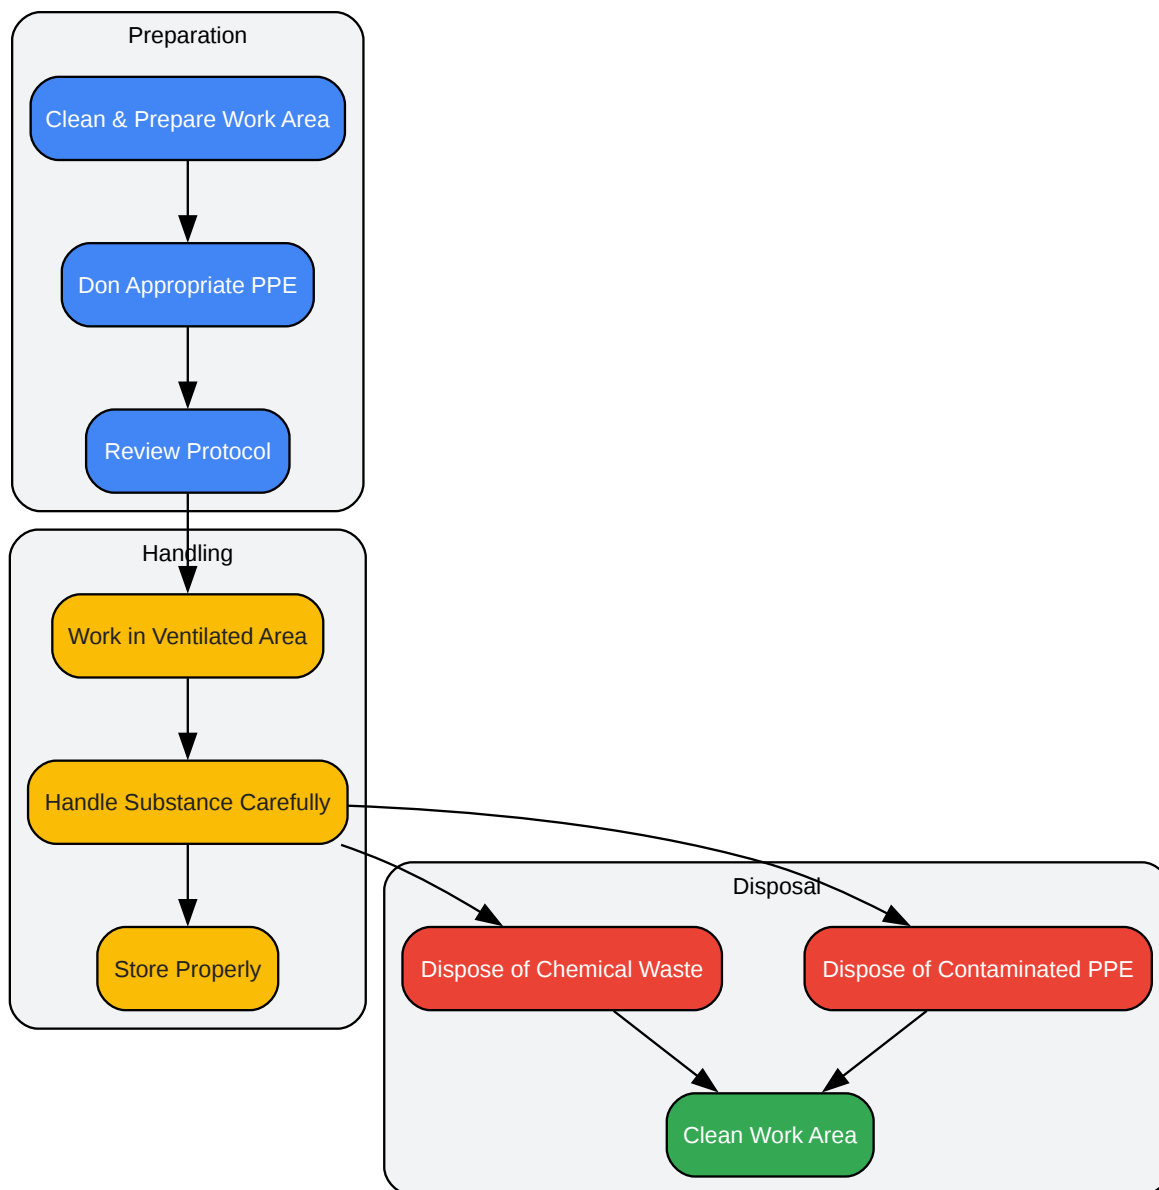 Preparation
Clean & Prepare Work Area
Don Appropriate PPE
Review Protocol
Handling
Work in Ventilated Area
Handle Substance Carefully
Store Properly
Disposal
Dispose of Chemical Waste
Dispose of Contaminated PPE
Clean Work Area